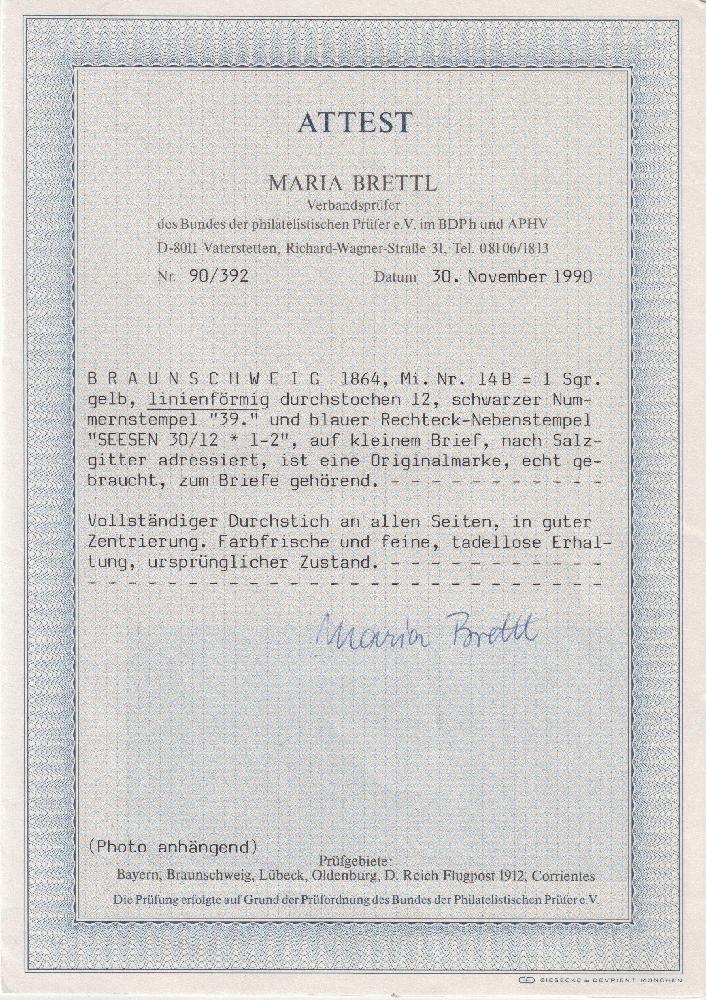 ATTEST
MARIA BRETTL
Verbandsprüfer
des Bundes der philatelistischen Prüfer e.V. im BDPh und APHV
D-8011 Vaterstetten, Richard-Wagner-Straße 31, Tel. 08106/1813
Nr. 90/392 Datum 30. November 1990
B R A U N S C H W E I G 1864, Mi. Nr. 14B = 1 Sgr.
gelb, linienförmig durchstochen 12, schwarzer Num-
mernstempel "39." und blauer Rechteck-Nebenstempel
"SEESEN 30/12 * 1-2", auf kleinem Brief, nach Salz-
gitter adressiert, ist eine Originalmarke, echt ge-
braucht, zum Briefe gehörend. - - - - - - - - - - -
Vollständiger Durchstich an allen Seiten, in guter
Zentrierung. Farbfrische und feine, tadellose Erhal-
tung, ursprünglicher Zustand. - - - - - - - - - - -
- - - - - - - - - - - - - - - - - - - - - - - - - -
Maria Brettl
(Photo anhängend)
Prüfgebiete:
Bayern, Braunschweig, Lübeck, Oldenburg, D. Reich Flugpost 1912, Corrientes
Die Prüfung erfolgte auf Grund der Prüfordnung des Bundes der Philatelistischen Prüfer e.V.
GIESECKE & DEVRIENT MÜNCHEN